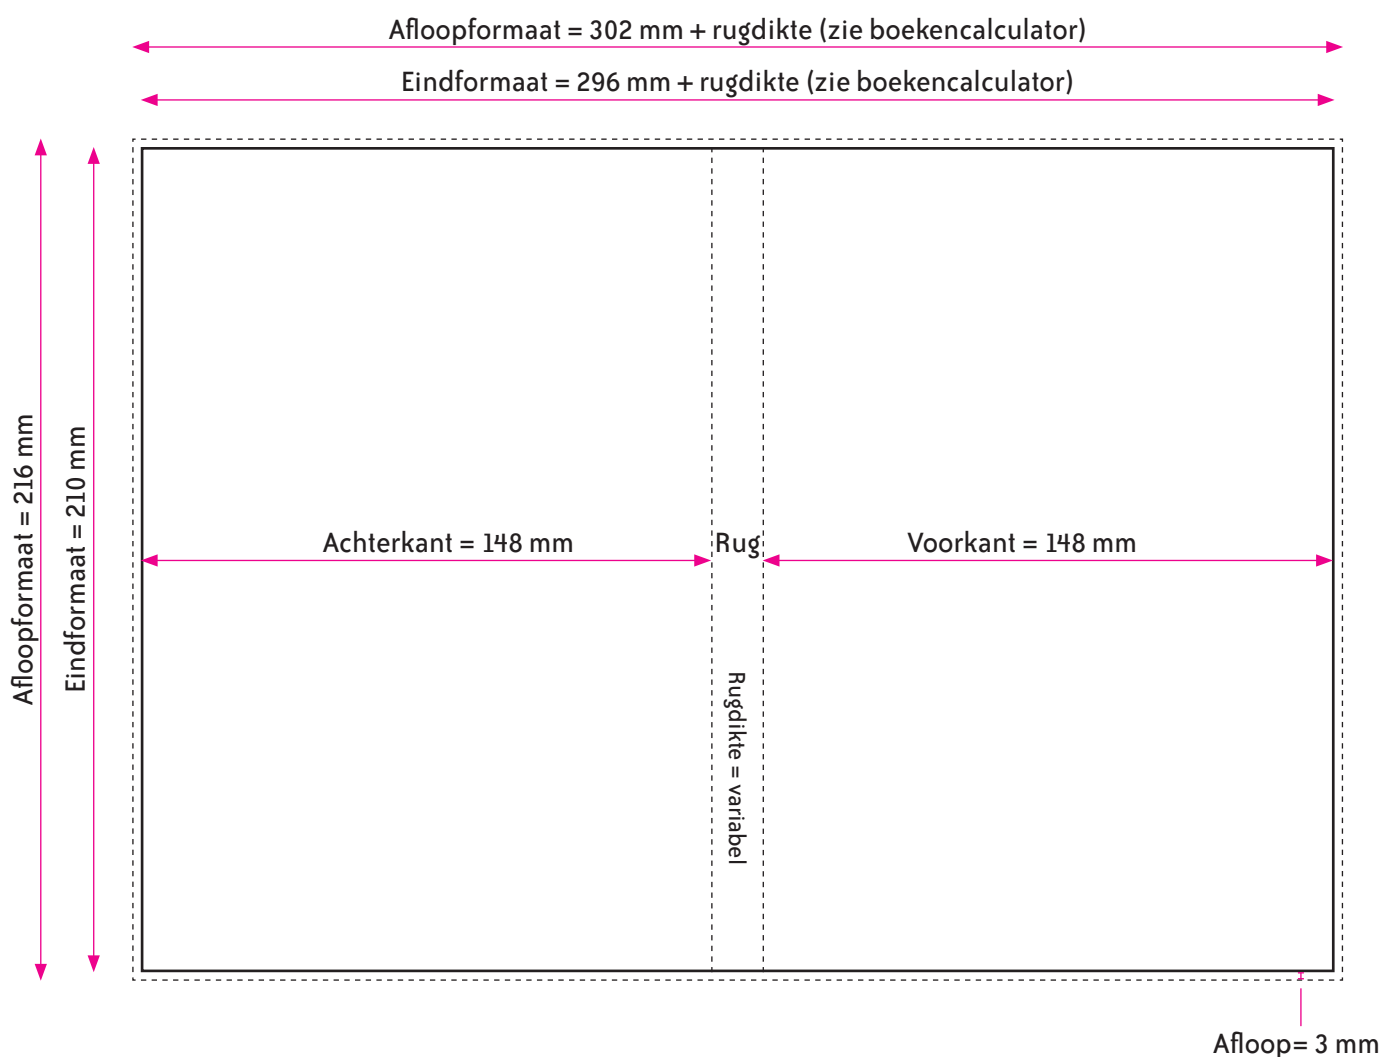 Afloopformaat = 302 mm + rugdikte (zie boekencalculator)
Eindformaat = 296 mm + rugdikte (zie boekencalculator)
Afloopformaat = 216 mm
Eindformaat = 210 mm
Achterkant = 148 mm
Rug
Voorkant = 148 mm
Rugdikte = variabel
Afloop= 3 mm